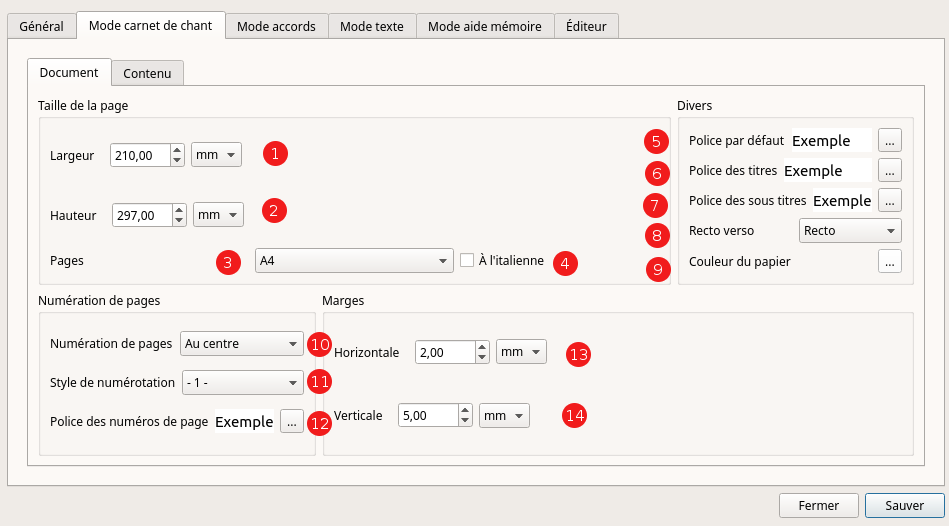 Général Mode carnet de chant Mode accords Mode texte Mode aide mémoire Éditeur
Document Contenu
Taille de la page
Largeur 210,00 mm 1
Hauteur 297,00 mm 2
Pages 3 A4 À l'italienne 4
Divers
5 Police par défaut Exemple ...
6 Police des titres Exemple ...
7 Police des sous titres Exemple ...
8 Recto verso Recto
9 Couleur du papier ...
Numération de pages
Numération de pages Au centre 10
Style de numérotation - 1 - 11
Police des numéros de page Exemple ... 12
Marges
Horizontale 2,00 mm 13
Verticale 5,00 mm 14
Fermer Sauver